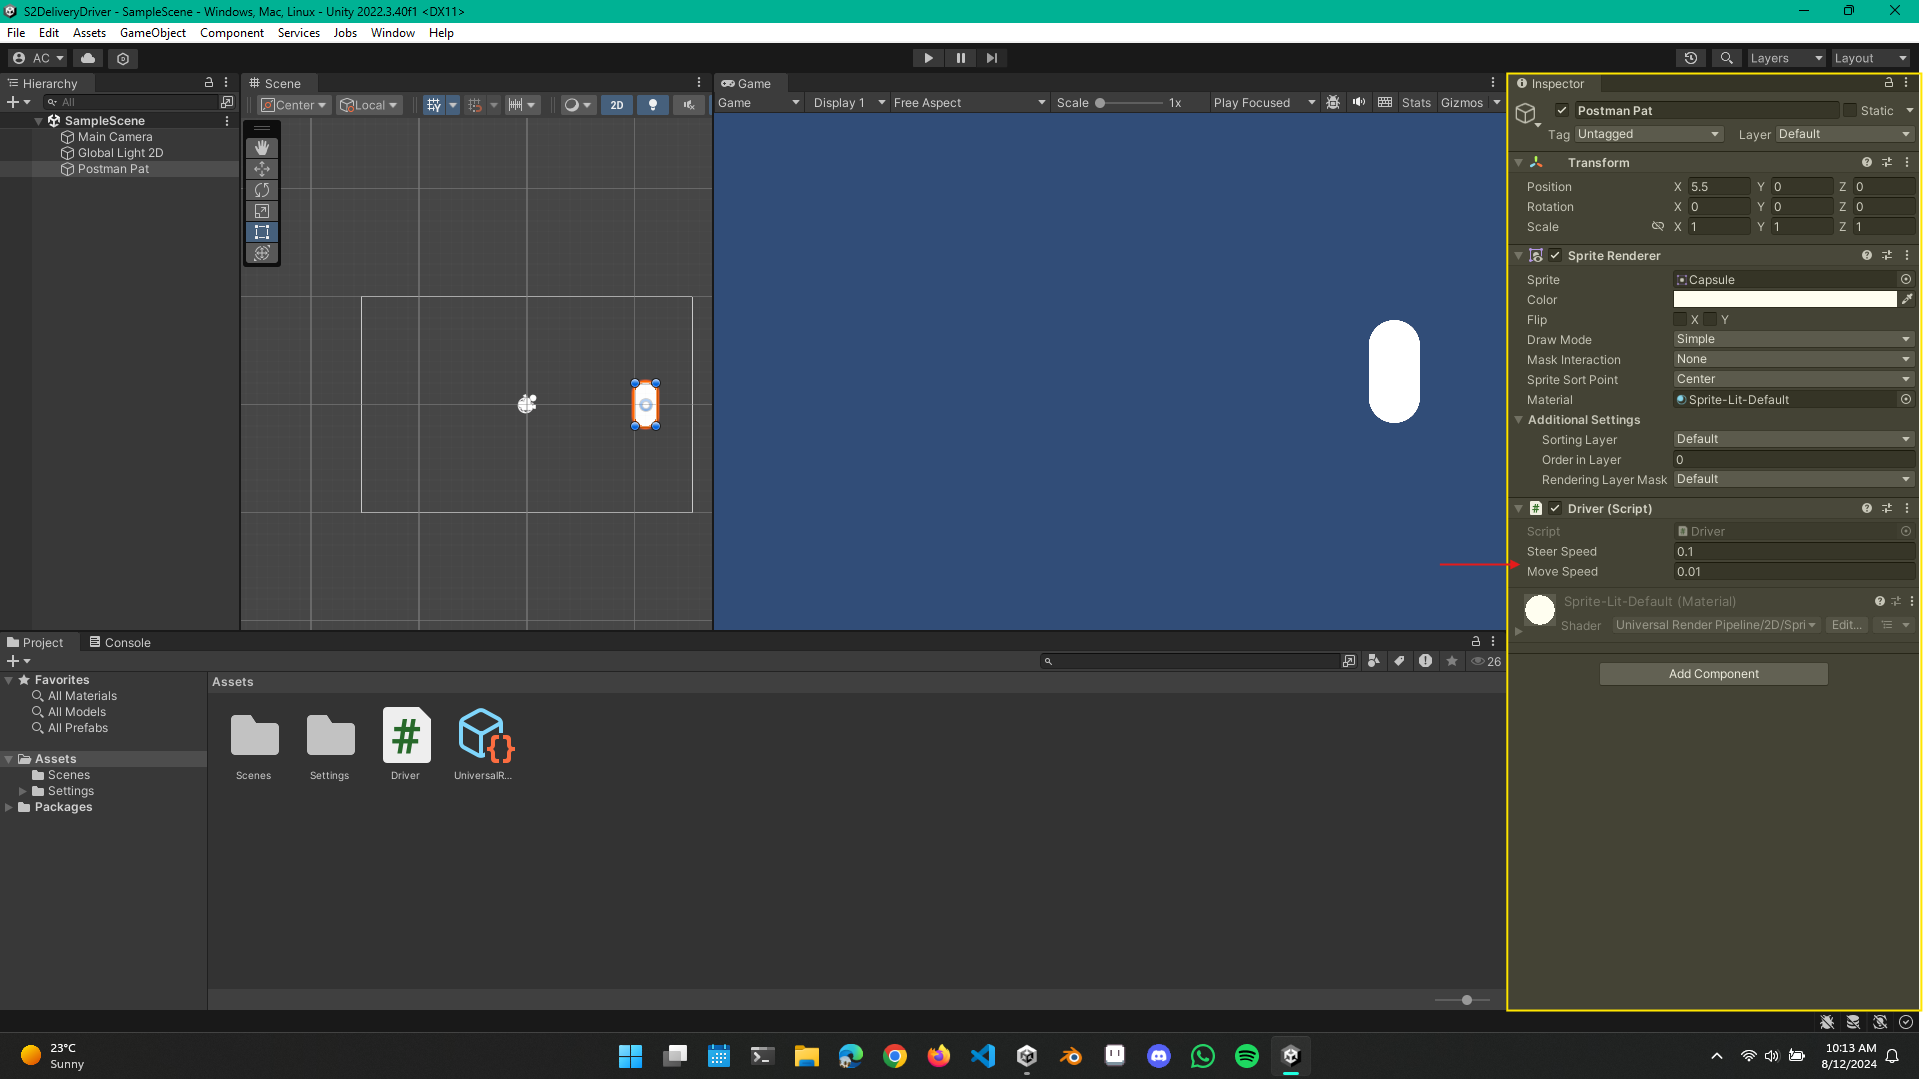 S2DeliveryDriver - SampleScene - Windows, Mac, Linux - Unity 2022.3.40f1 <DX11>
File Edit Assets GameObject Component Services Jobs Window Help
AC
Layers Layout
Hierarchy
All
SampleScene
Main Camera
Global Light 2D
Postman Pat
Scene
Center Local 2D
Game
Game Display 1 Free Aspect Scale 1x Play Focused Stats Gizmos
Inspector
Postman Pat Static
Tag Untagged Layer Default
Transform
Position X 5.5 Y 0 Z 0
Rotation X 0 Y 0 Z 0
Scale X 1 Y 1 Z 1
Sprite Renderer
Sprite Capsule
Color
Flip X Y
Draw Mode Simple
Mask Interaction None
Sprite Sort Point Center
Material Sprite-Lit-Default
Additional Settings
Sorting Layer Default
Order in Layer 0
Rendering Layer Mask Default
# Driver (Script)
Script Driver
Steer Speed 0.1
Move Speed 0.01
Sprite-Lit-Default (Material)
Shader Universal Render Pipeline/2D/Spri Edit...
Add Component
Project Console
26
Favorites
All Materials
All Models
All Prefabs
Assets
Scenes
Settings
Packages
Assets
#
{}
Scenes Settings Driver UniversalR...
23°C
Sunny
10:13 AM
8/12/2024